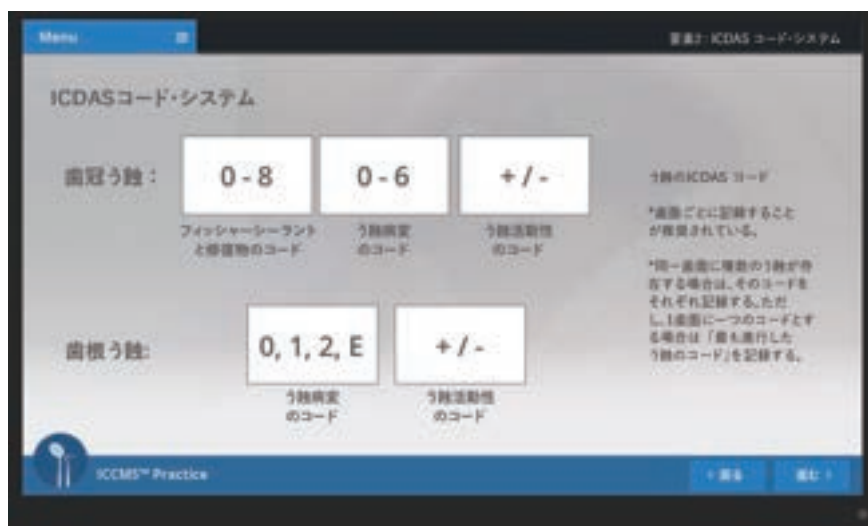 Menu
要素2: ICDAS コード・システム
ICDASコード・システム
歯冠う蝕：
0 - 8
0 - 6
+ / -
フィッシャーシーラント
と修復物のコード
う蝕病変
のコード
う蝕活動性
のコード
う蝕のICDAS コード
*歯面ごとに記録すること
が推奨されている。
*同一歯面に複数のう蝕が存
在する場合は、そのコードを
それぞれ記録する。ただ
し、1歯面に一つのコードとす
る場合は「最も進行した
う蝕のコード」を記録する。
歯根う蝕:
0, 1, 2, E
+ / -
う蝕病変
のコード
う蝕活動性
のコード
ICCMS™ Practice
戻る
進む